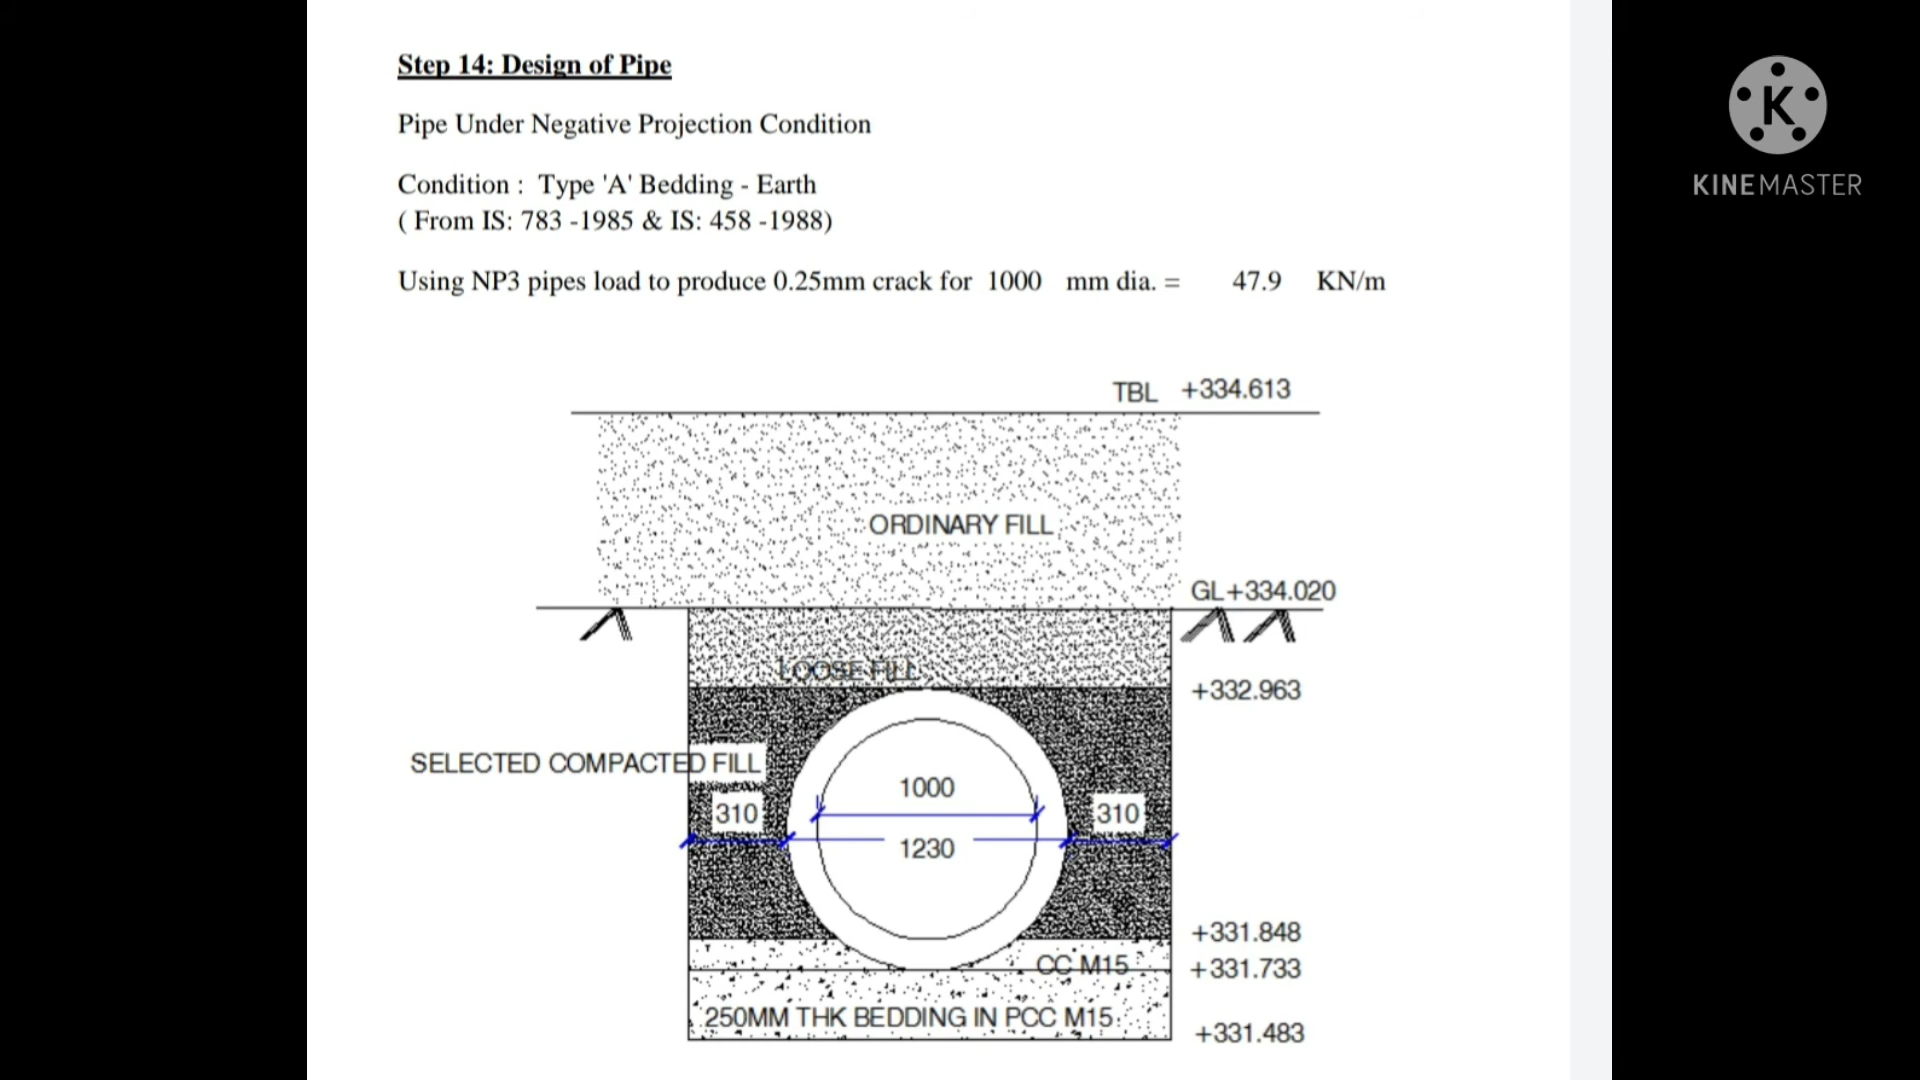 Step 14: Design of Pipe
Pipe Under Negative Projection Condition
Condition : Type 'A' Bedding - Earth
( From IS: 783 -1985 & IS: 458 -1988)
Using NP3 pipes load to produce 0.25mm crack for 1000 mm dia. = 47.9 KN/m
TBL +334.613
ORDINARY FILL
GL+334.020
LOOSE FILL
+332.963
SELECTED COMPACTED FILL
1000
310
310
1230
+331.848
CC M15
+331.733
250MM THK BEDDING IN PCC M15
+331.483
K
KINEMASTER